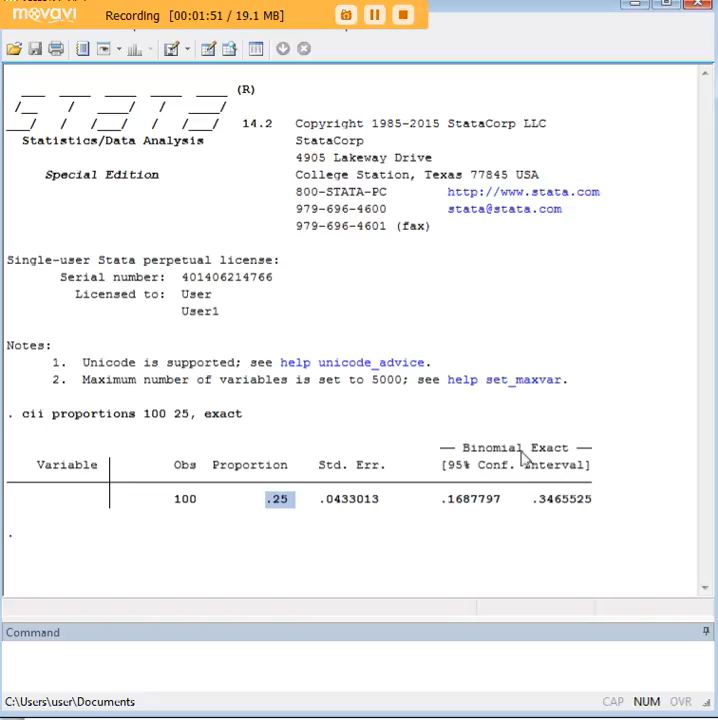 movavi Recording [00:01:51 / 19.1 MB]
(R)
14.2 Copyright 1985-2015 StataCorp LLC
Statistics/Data Analysis StataCorp
4905 Lakeway Drive
Special Edition College Station, Texas 77845 USA
800-STATA-PC http://www.stata.com
979-696-4600 stata@stata.com
979-696-4601 (fax)
Single-user Stata perpetual license:
Serial number: 401406214766
Licensed to: User
User1
Notes:
1. Unicode is supported; see help unicode_advice.
2. Maximum number of variables is set to 5000; see help set_maxvar.
. cii proportions 100 25, exact
— Binomial Exact —
Variable | Obs Proportion Std. Err. [95% Conf. Interval]
| 100 .25 .0433013 .1687797 .3465525
.
Command
C:\Users\user\Documents CAP NUM OVR